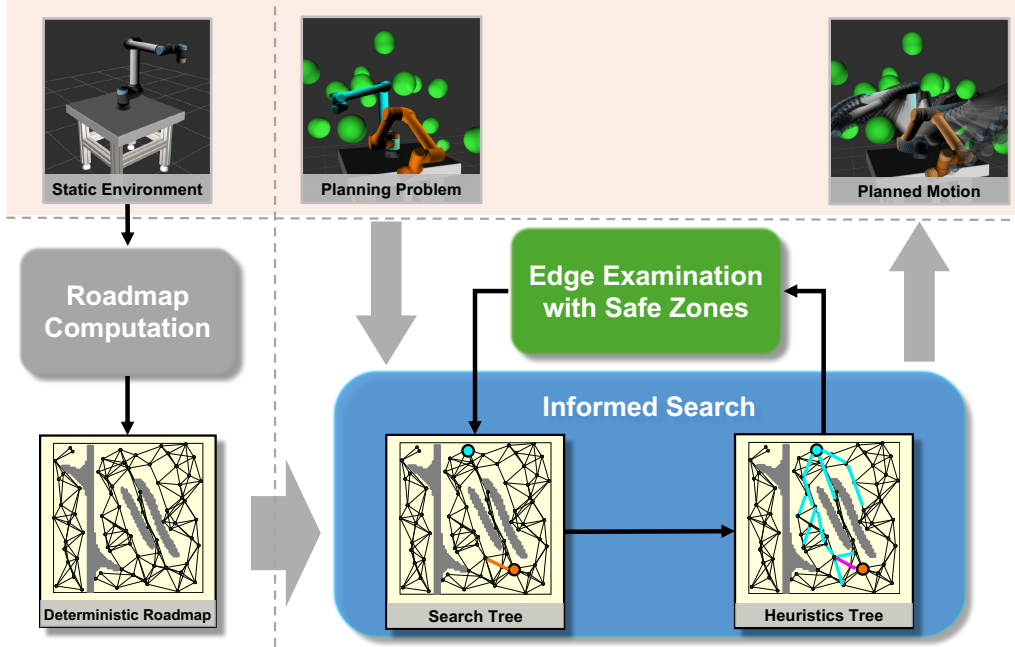 Static Environment
Planning Problem
Planned Motion
Roadmap
Computation
Edge Examination
with Safe Zones
Informed Search
Deterministic Roadmap
Search Tree
Heuristics Tree